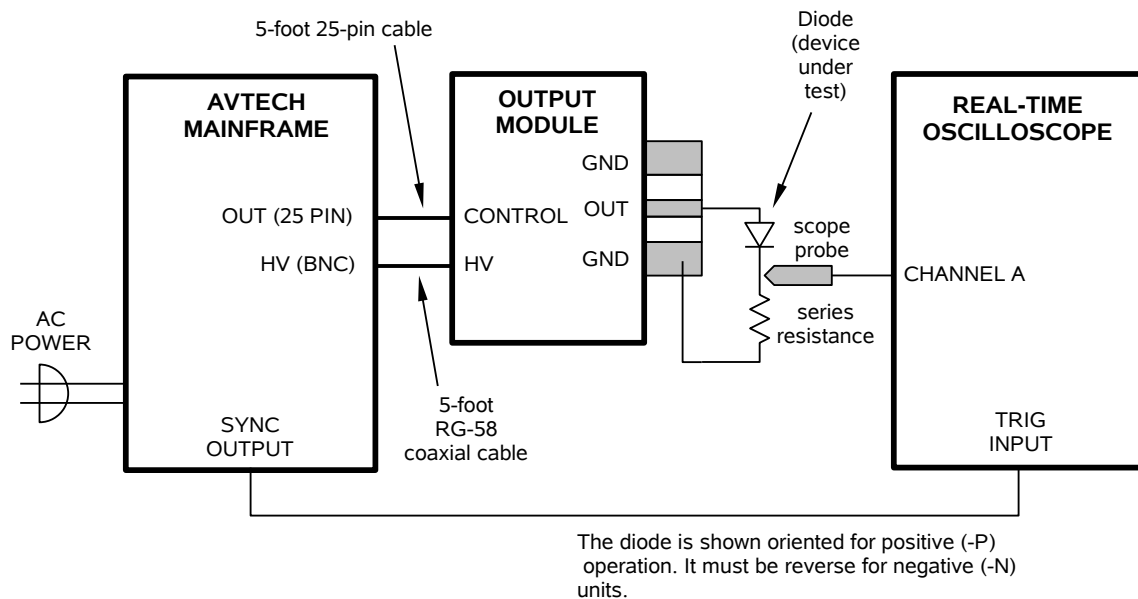 5-foot 25-pin cable
Diode
(device
under
test)
AVTECH
MAINFRAME
OUTPUT
MODULE
REAL-TIME
OSCILLOSCOPE
GND
OUT (25 PIN)
CONTROL
OUT
scope
probe
HV (BNC)
HV
GND
CHANNEL A
series
resistance
AC
POWER
5-foot
RG-58
coaxial cable
SYNC
OUTPUT
TRIG
INPUT
The diode is shown oriented for positive (-P)
operation. It must be reverse for negative (-N)
units.